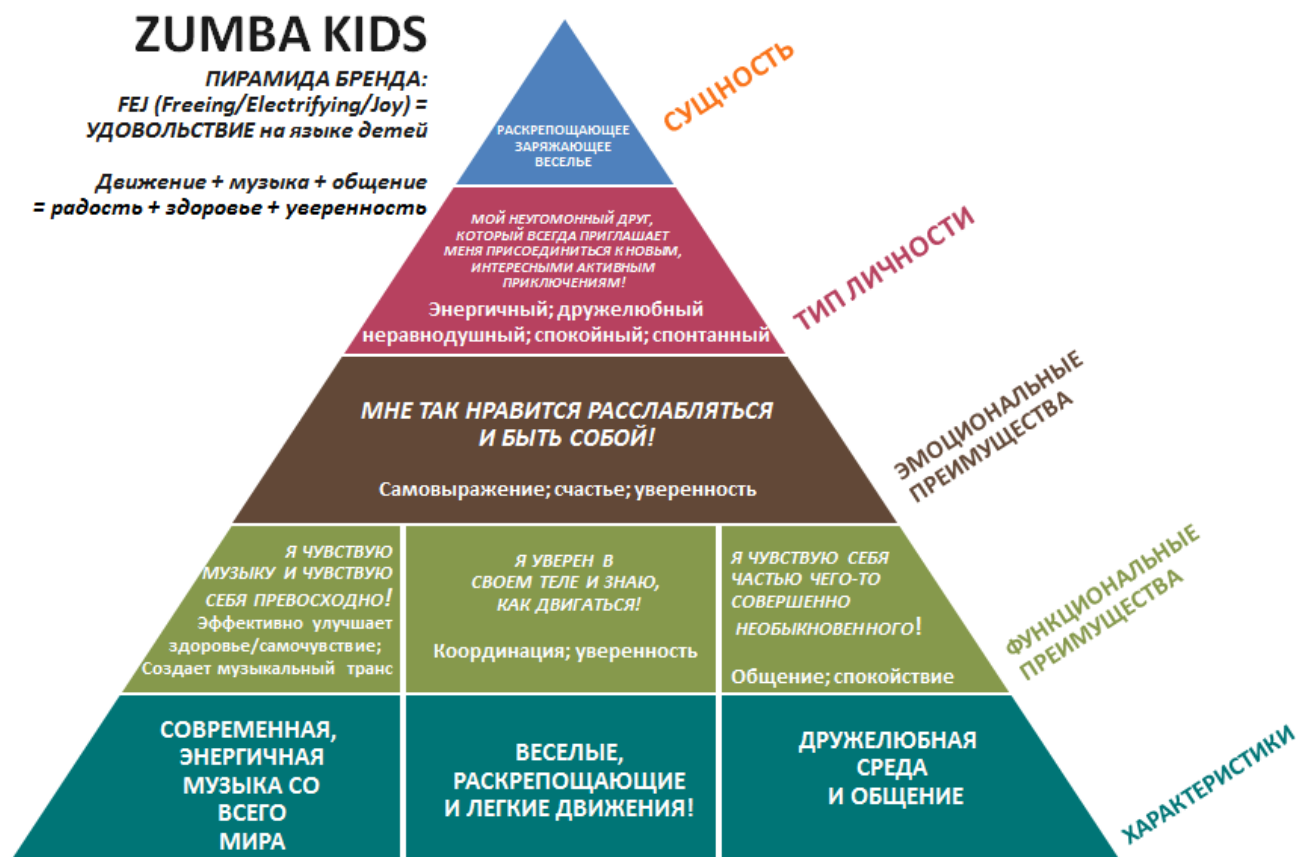 ZUMBA KIDS
ПИРАМИДА БРЕНДА:
FEJ (Freeing/Electrifying/Joy) =
УДОВОЛЬСТВИЕ на языке детей
Движение + музыка + общение
= радость + здоровье + уверенность
РАСКРЕПОЩАЮЩЕЕ
ЗАРЯЖАЮЩЕЕ
ВЕСЕЛЬЕ
СУЩНОСТЬ
МОЙ НЕУГОМОННЫЙ ДРУГ,
КОТОРЫЙ ВСЕГДА ПРИГЛАШАЕТ
МЕНЯ ПРИСОЕДИНИТЬСЯ К НОВЫМ,
ИНТЕРЕСНЫМИ АКТИВНЫМ
ПРИКЛЮЧЕНИЯМ!
Энергичный; дружелюбный
неравнодушный; спокойный; спонтанный
ТИП ЛИЧНОСТИ
МНЕ ТАК НРАВИТСЯ РАССЛАБЛЯТЬСЯ
И БЫТЬ СОБОЙ!
Самовыражение; счастье; уверенность
ЭМОЦИОНАЛЬНЫЕ
ПРЕИМУЩЕСТВА
Я ЧУВСТВУЮ
МУЗЫКУ И ЧУВСТВУЮ
СЕБЯ ПРЕВОСХОДНО!
Эффективно улучшает
здоровье/самочувствие;
Создает музыкальный транс
Я УВЕРЕН В
СВОЕМ ТЕЛЕ И ЗНАЮ,
КАК ДВИГАТЬСЯ!
Координация; уверенность
Я ЧУВСТВУЮ СЕБЯ
ЧАСТЬЮ ЧЕГО-ТО
СОВЕРШЕННО
НЕОБЫКНОВЕННОГО!
Общение; спокойствие
ФУНКЦИОНАЛЬНЫЕ
ПРЕИМУЩЕСТВА
СОВРЕМЕННАЯ,
ЭНЕРГИЧНАЯ
МУЗЫКА СО
ВСЕГО
МИРА
ВЕСЕЛЫЕ,
РАСКРЕПОЩАЮЩИЕ
И ЛЕГКИЕ ДВИЖЕНИЯ!
ДРУЖЕЛЮБНАЯ
СРЕДА
И ОБЩЕНИЕ
ХАРАКТЕРИСТИКИ